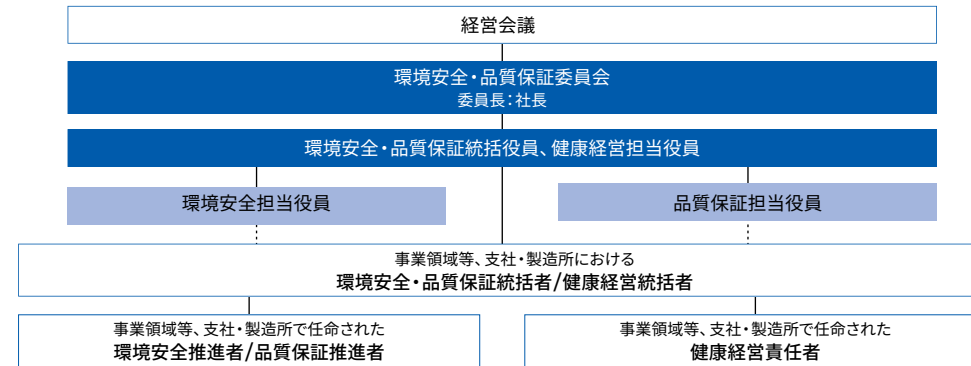 経営会議
環境安全・品質保証委員会
委員長：社長
環境安全・品質保証統括役員、健康経営担当役員
環境安全担当役員
品質保証担当役員
事業領域等、支社・製造所における
環境安全・品質保証統括者/健康経営統括者
事業領域等、支社・製造所で任命された
環境安全推進者/品質保証推進者
事業領域等、支社・製造所で任命された
健康経営責任者